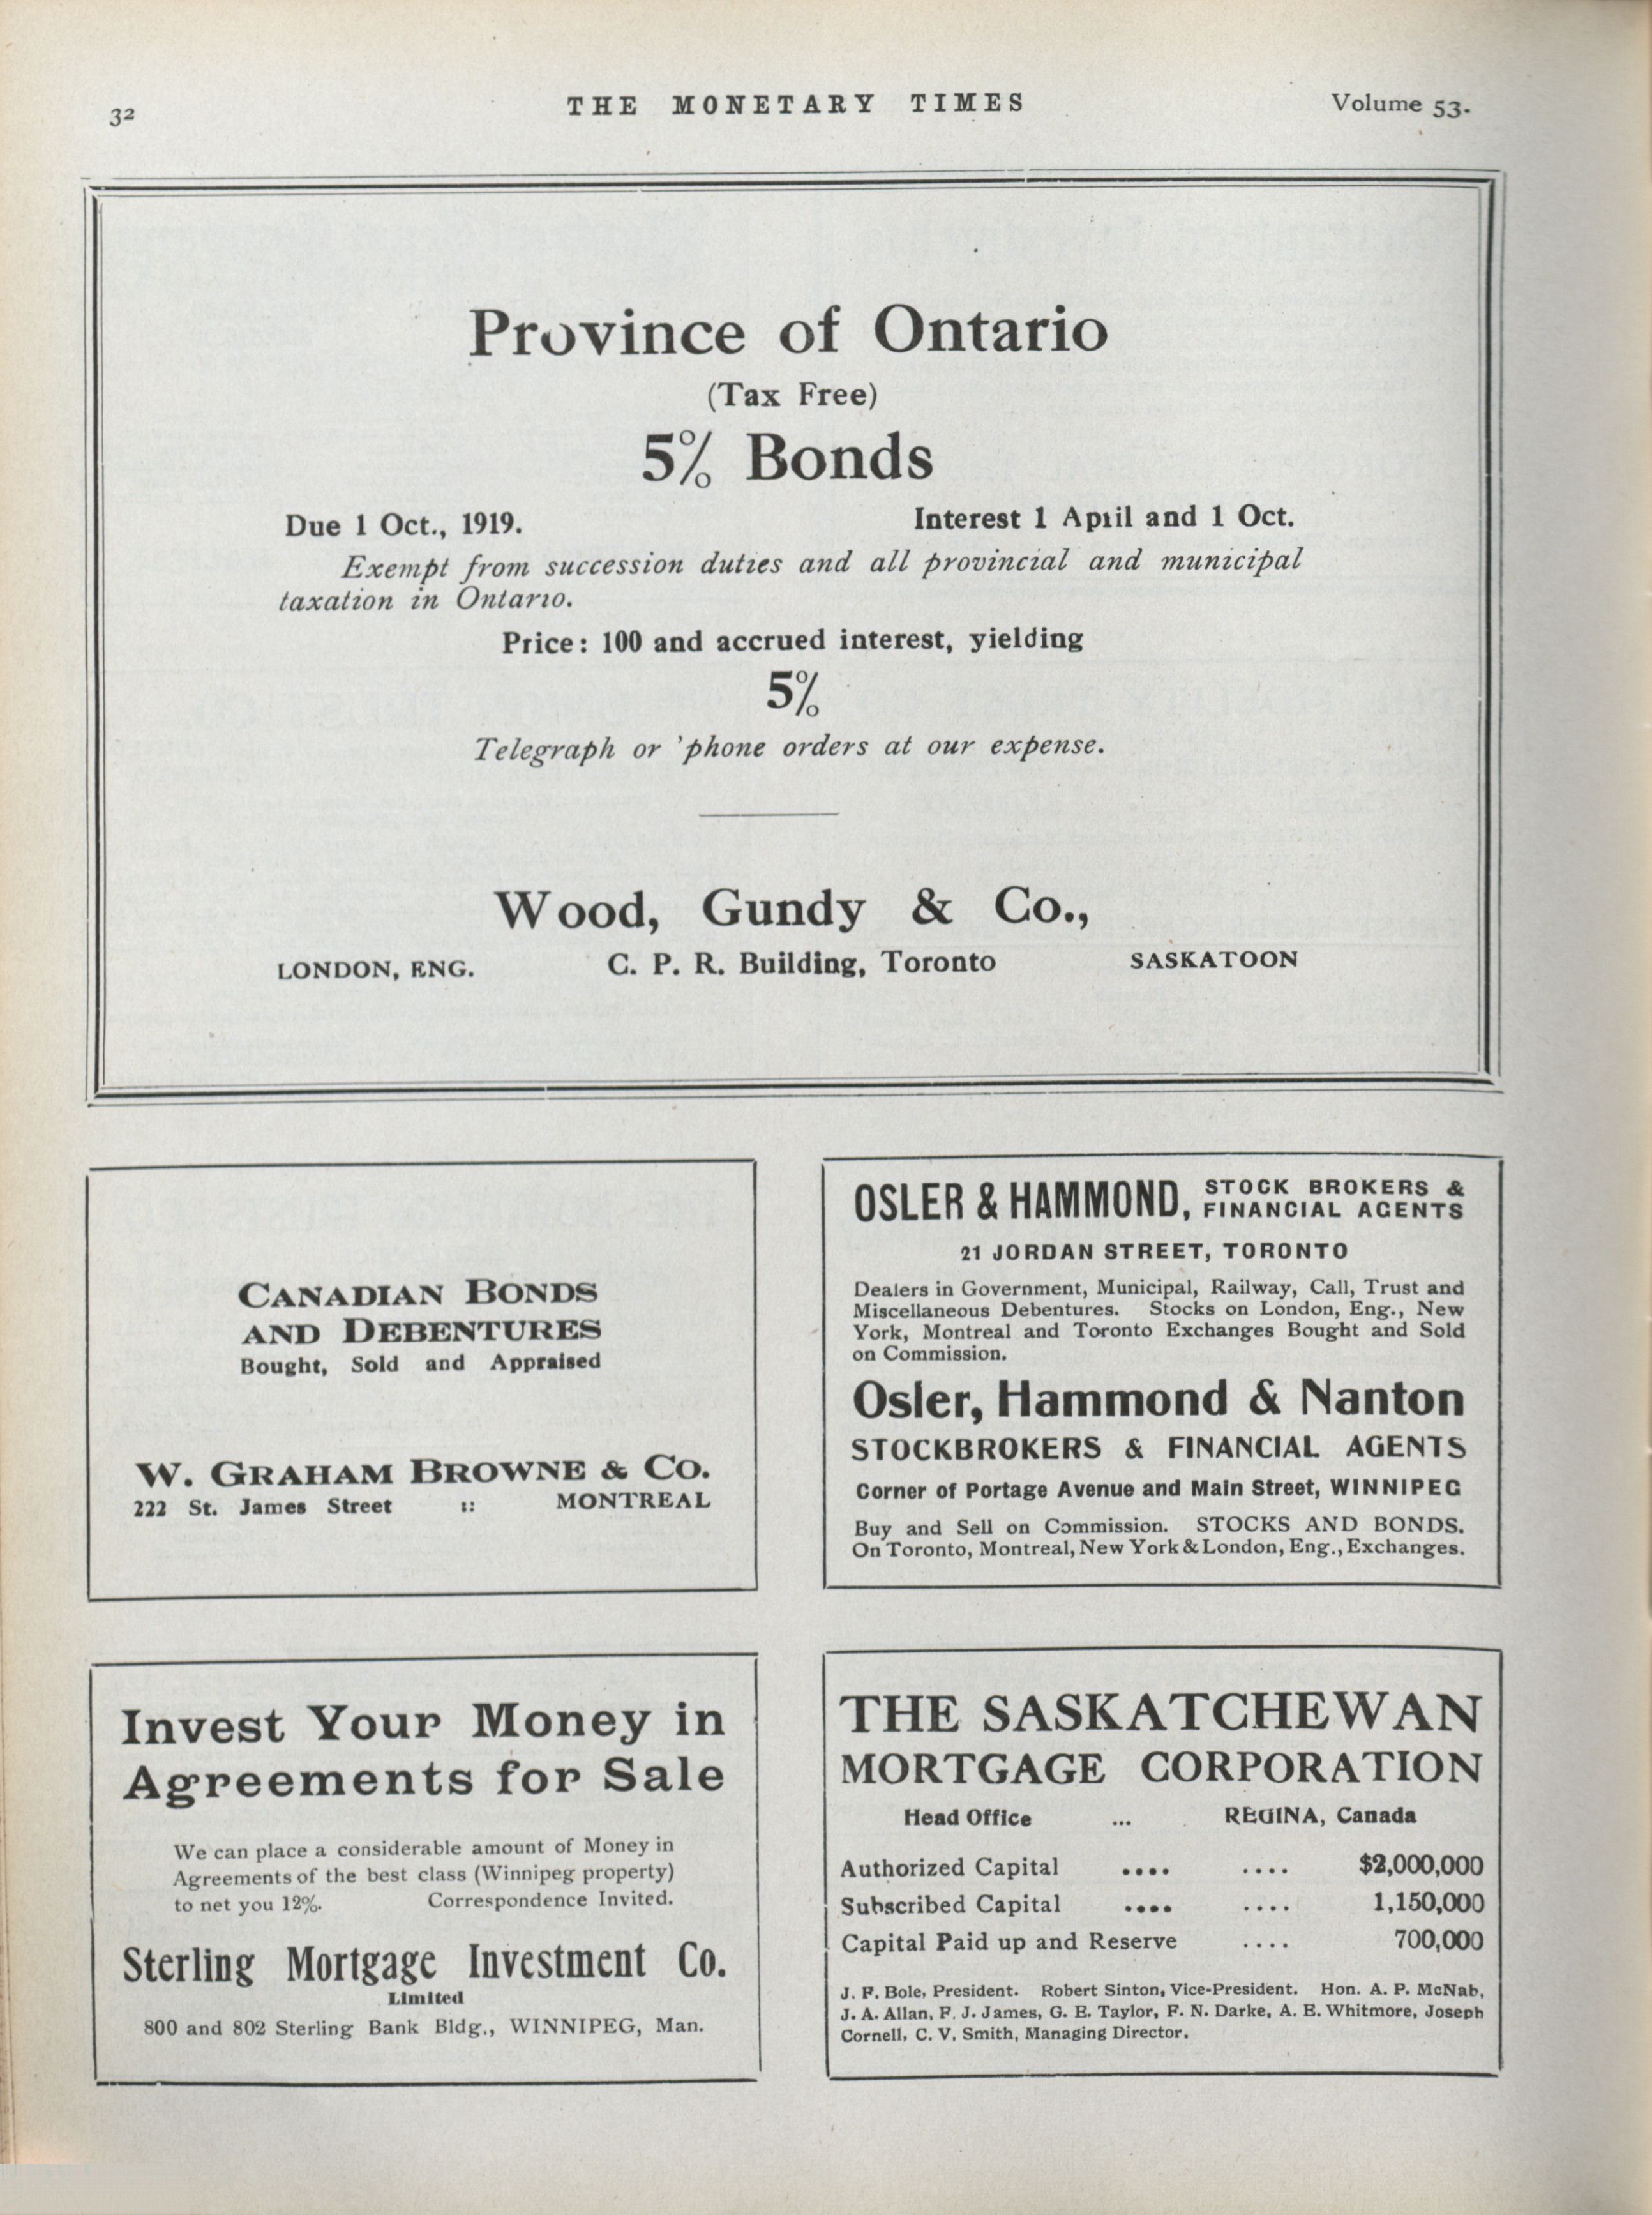 32
THE MONETARY TIMES
Volume 53.
Province of Ontario
(Tax Free)
5% Bonds
Due 1 Oct., 1919.
Interest 1 April and 1 Oct.
Exempt from succession duties and all provincial and municipal
taxation in Ontario.
Price: 100 and accrued interest, yielding
5%
Telegraph or 'phone orders at our expense.
Wood, Gundy & Co.,
LONDON, ENG.
C. P. R. Building, Toronto
SASKATOON
CANADIAN BONDS
AND DEBENTURES
Bought, Sold and Appraised
W. GRAHAM BROWNE & CO.
222 St. James Street :: MONTREAL
OSLER & HAMMOND, STOCK BROKERS &
FINANCIAL AGENTS
21 JORDAN STREET, TORONTO
Dealers in Government, Municipal, Railway, Call, Trust and
Miscellaneous Debentures. Stocks on London, Eng., New
York, Montreal and Toronto Exchanges Bought and Sold
on Commission.
Osler, Hammond & Nanton
STOCKBROKERS & FINANCIAL AGENTS
Corner of Portage Avenue and Main Street, WINNIPEG
Buy and Sell on Commission. STOCKS AND BONDS.
On Toronto, Montreal, New York & London, Eng., Exchanges.
Invest Your Money in
Agreements for Sale
We can place a considerable amount of Money in
Agreements of the best class (Winnipeg property)
to net you 12%. Correspondence Invited.
Sterling Mortgage Investment Co.
Limited
800 and 802 Sterling Bank Bldg., WINNIPEG, Man.
THE SASKATCHEWAN
MORTGAGE CORPORATION
Head Office ... REGINA, Canada
Authorized Capital .... .... $2,000,000
Subscribed Capital .... .... 1,150,000
Capital Paid up and Reserve .... 700,000
J. F. Bole, President. Robert Sinton, Vice-President. Hon. A. P. McNab,
J. A. Allan, F. J. James, G. E. Taylor, F. N. Darke, A. E. Whitmore, Joseph
Cornell, C. V. Smith, Managing Director.